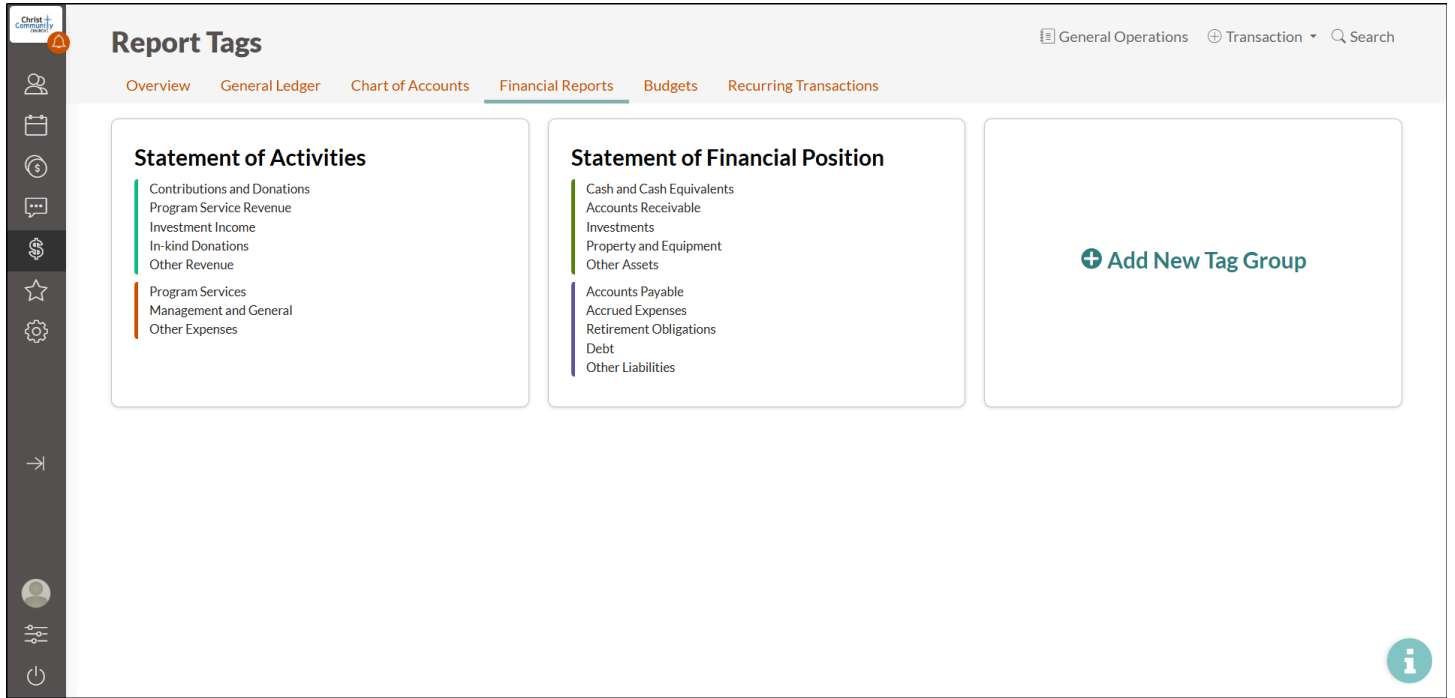 Christ
Community
CHURCH
Report Tags
General Operations
Transaction
Search
Overview
General Ledger
Chart of Accounts
Financial Reports
Budgets
Recurring Transactions
Statement of Activities
Contributions and Donations
Program Service Revenue
Investment Income
In-kind Donations
Other Revenue
Program Services
Management and General
Other Expenses
Statement of Financial Position
Cash and Cash Equivalents
Accounts Receivable
Investments
Property and Equipment
Other Assets
Accounts Payable
Accrued Expenses
Retirement Obligations
Debt
Other Liabilities
Add New Tag Group